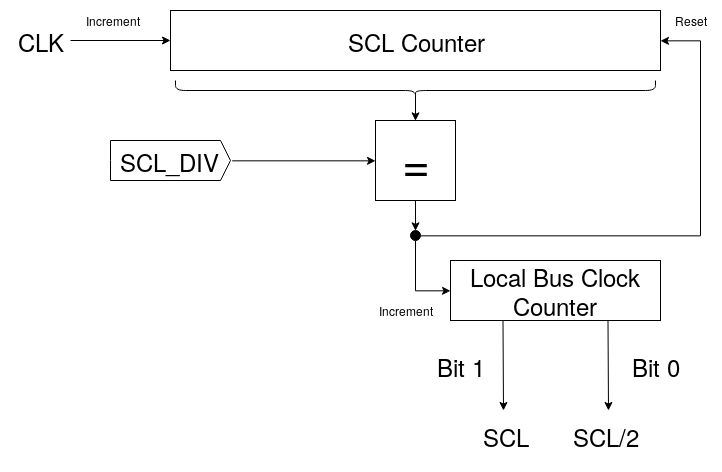 Increment
Reset
CLK
SCL Counter
SCL_DIV
=
Local Bus Clock
Counter
Increment
Bit 1
Bit 0
SCL
SCL/2